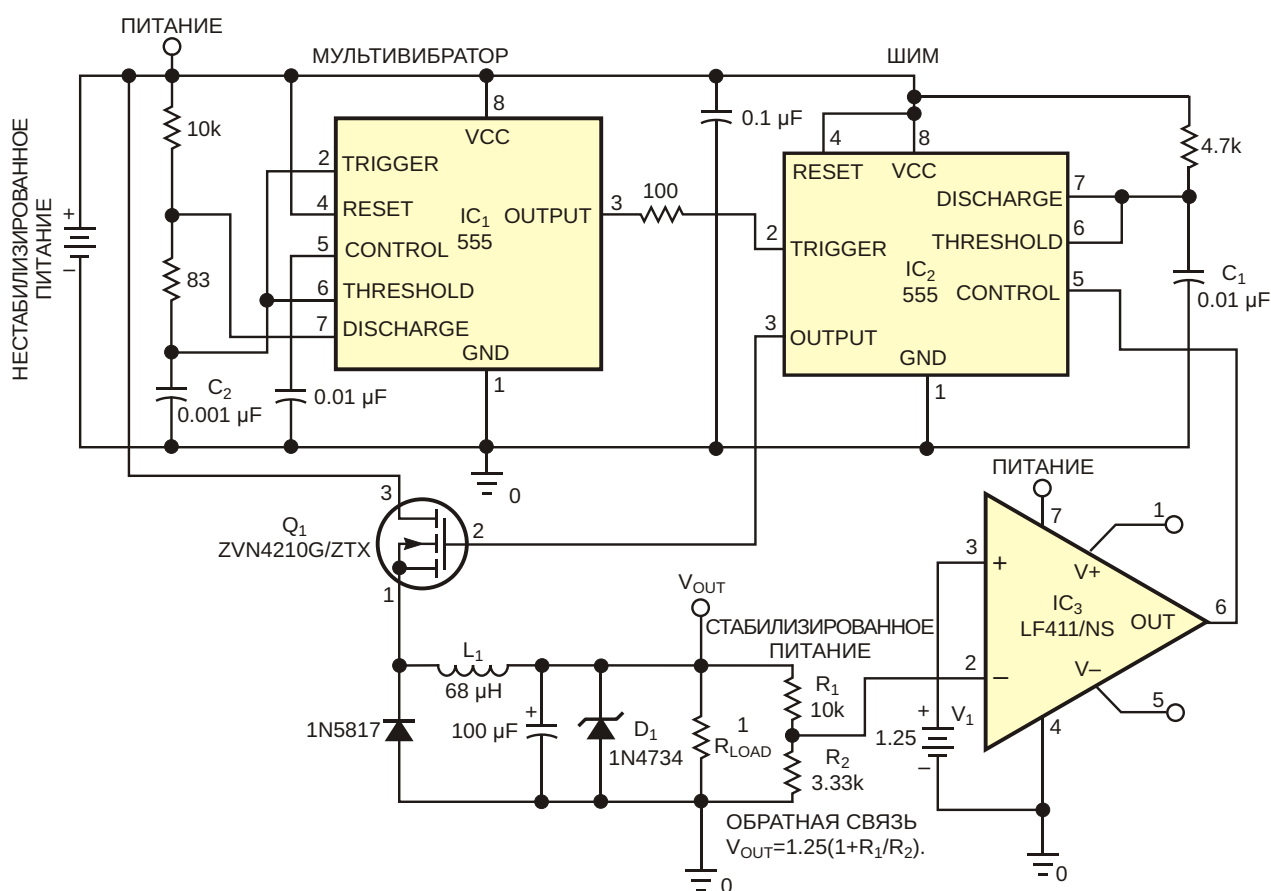 ПИТАНИЕ
МУЛЬТИВИБРАТОР
ШИМ
НЕСТАБИЛИЗИРОВАННОЕ
ПИТАНИЕ
+
–
10k
83
C2
0.001 µF
0.01 µF
8
VCC
2 TRIGGER
4 RESET
5 CONTROL
6 THRESHOLD
7 DISCHARGE
IC1
555
OUTPUT 3
GND
1
0
100
0.1 µF
4 8
RESET VCC
DISCHARGE 7
THRESHOLD 6
CONTROL 5
2 TRIGGER
IC2
555
3 OUTPUT
GND
1
4.7k
C1
0.01 µF
Q1
ZVN4210G/ZTX
3
2
1
L1
68 µH
1N5817
+
100 µF
D1
1N4734
VOUT
СТАБИЛИЗИРОВАННОЕ
ПИТАНИЕ
1
RLOAD
R1
10k
R2
3.33k
ОБРАТНАЯ СВЯЗЬ
VOUT=1.25(1+R1/R2).
0
ПИТАНИЕ
7
1
3 +
V+
IC3
LF411/NS
OUT 6
2 –
V–
5
4
+
V1
1.25
–
0